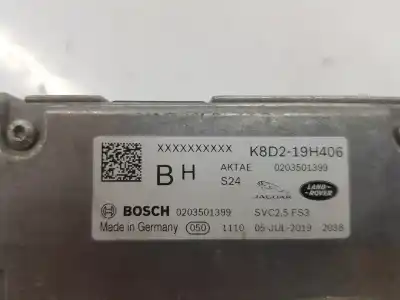 XXXXXXXXXX K8D2-19H406
B H AKTAE 0203501399
S24 JAGUAR LAND ROVER
BOSCH 0203501399 SVC2.5 FS3
Made in Germany 050 1110 05-JUL-2019 2038